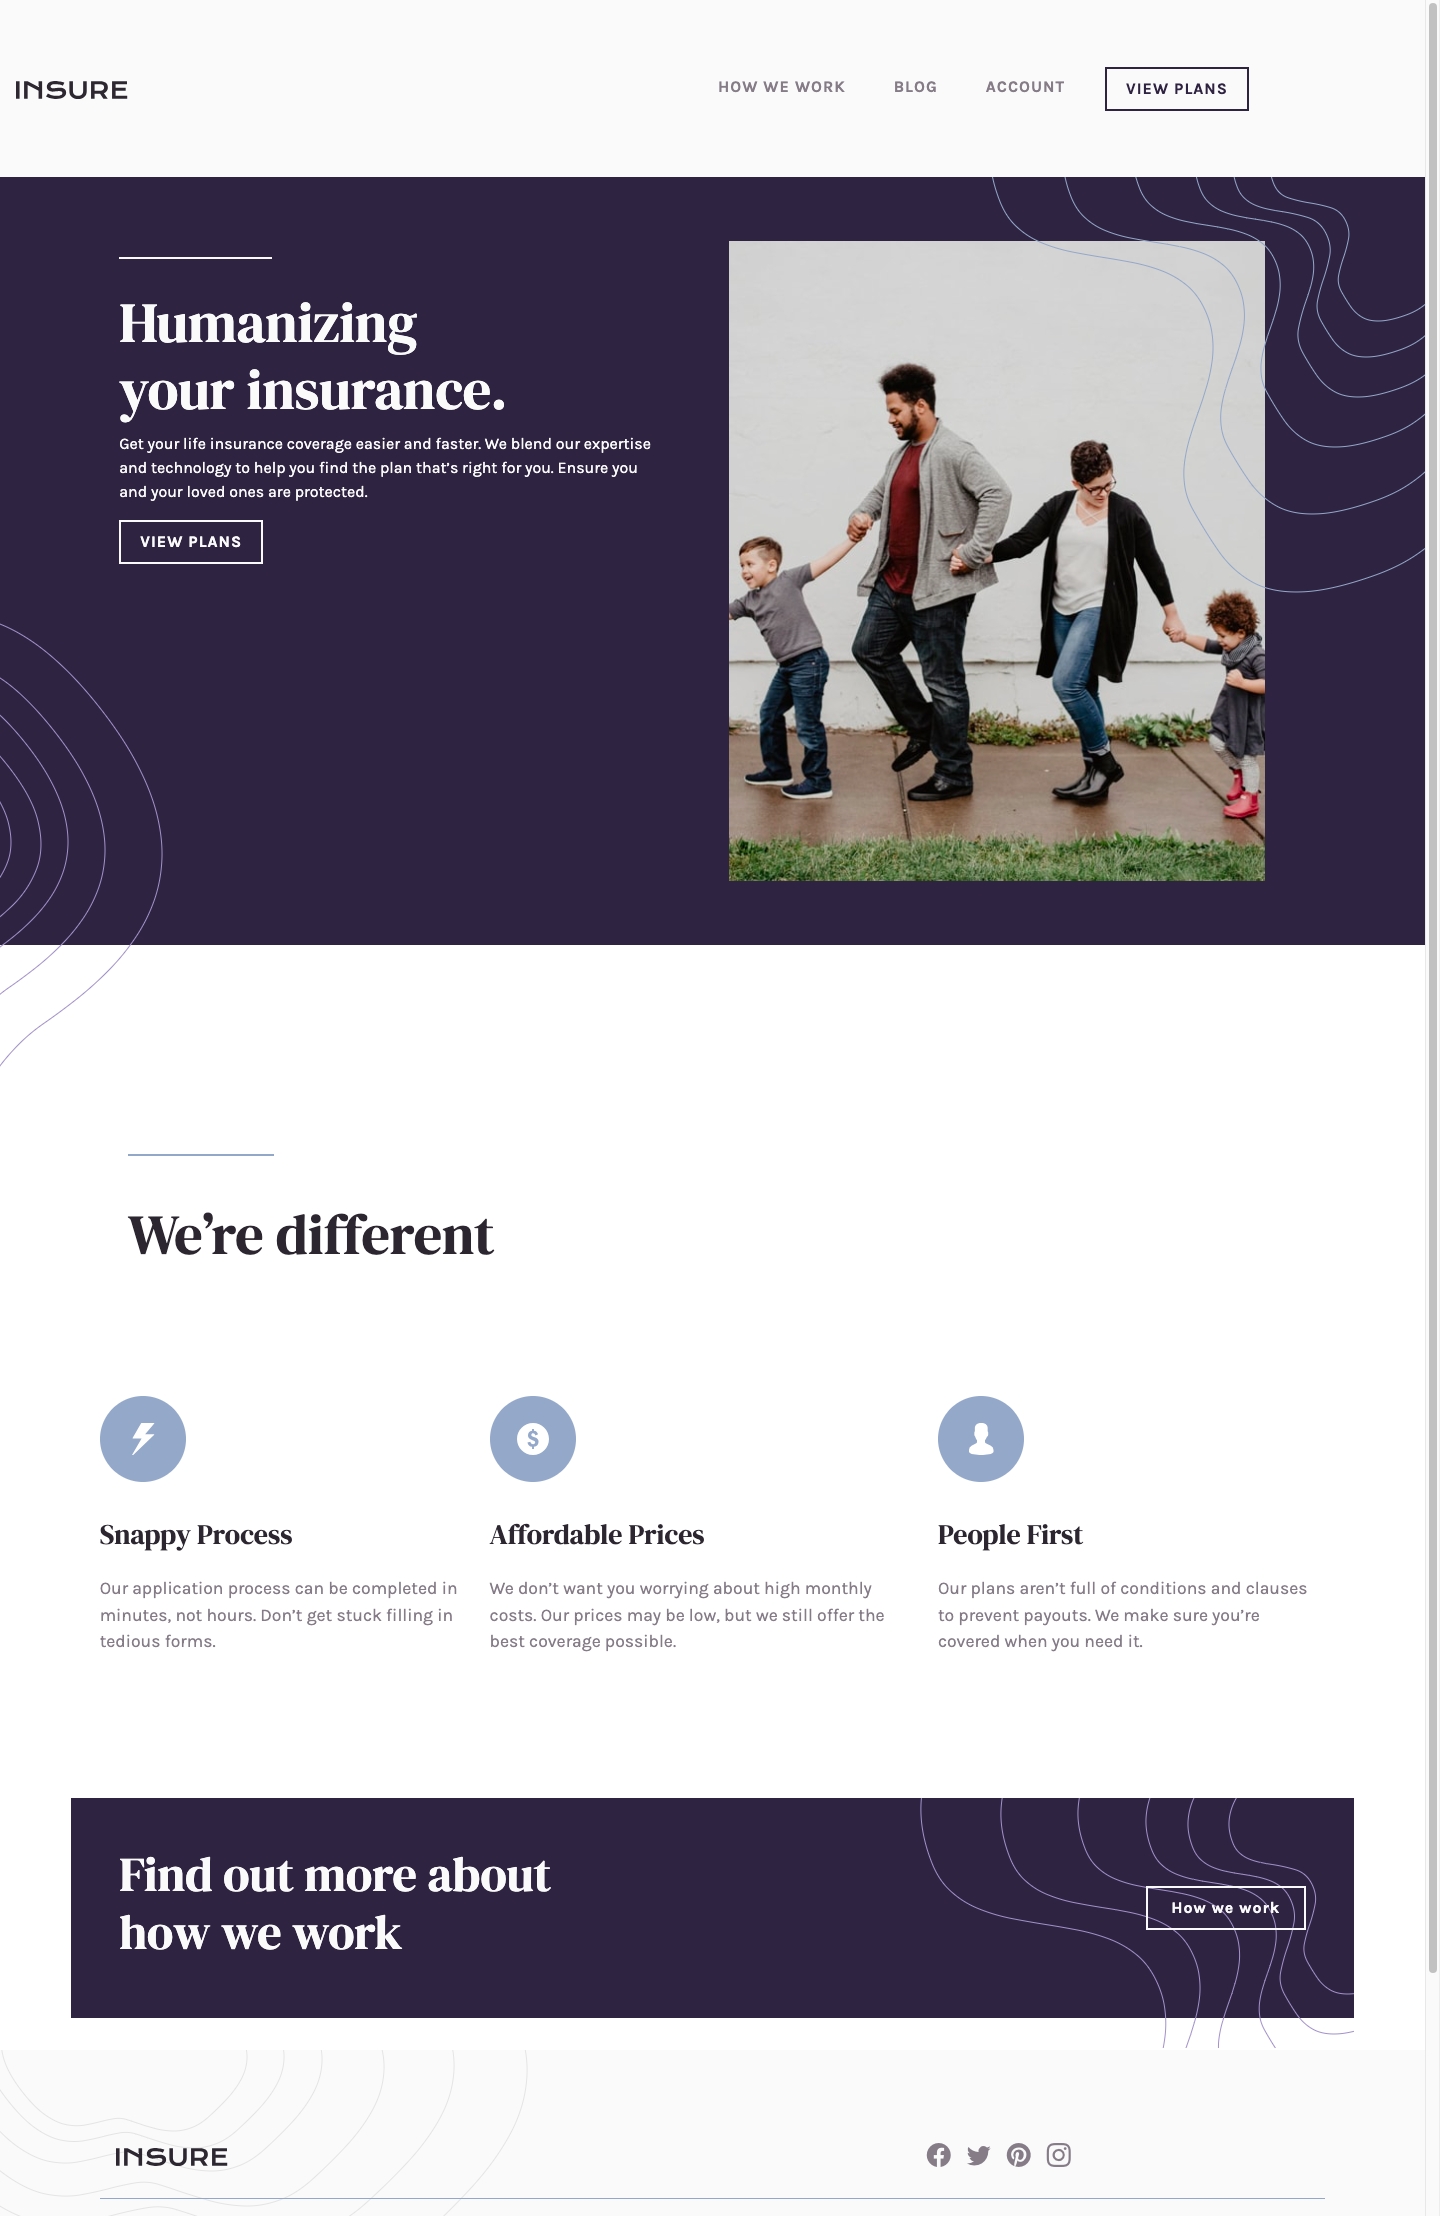 INSURE
HOW WE WORK
BLOG
ACCOUNT
VIEW PLANS
Humanizing
your insurance.
Get your life insurance coverage easier and faster. We blend our expertise
and technology to help you find the plan that’s right for you. Ensure you
and your loved ones are protected.
VIEW PLANS
We’re different
Snappy Process
Our application process can be completed in
minutes, not hours. Don’t get stuck filling in
tedious forms.
Affordable Prices
We don’t want you worrying about high monthly
costs. Our prices may be low, but we still offer the
best coverage possible.
People First
Our plans aren’t full of conditions and clauses
to prevent payouts. We make sure you’re
covered when you need it.
Find out more about
how we work
How we work
INSURE